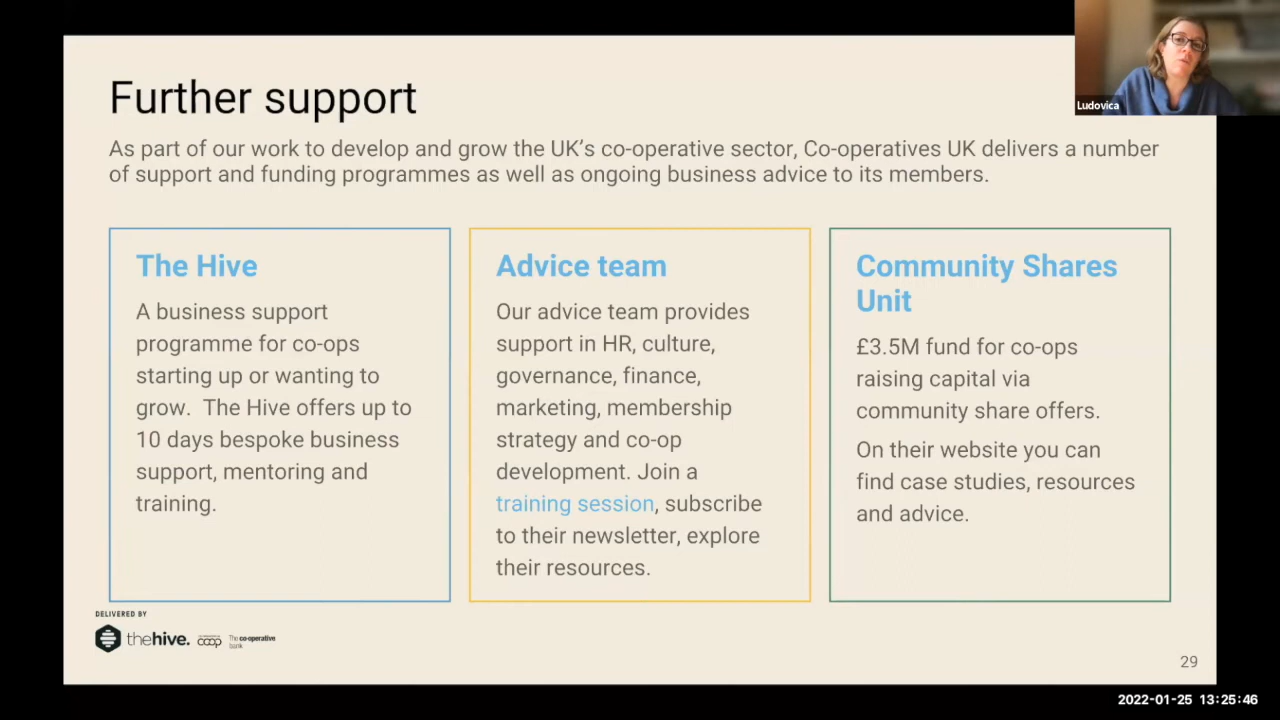 Further support
Ludovica
As part of our work to develop and grow the UK’s co-operative sector, Co-operatives UK delivers a number
of support and funding programmes as well as ongoing business advice to its members.
The Hive
A business support
programme for co-ops
starting up or wanting to
grow.  The Hive offers up to
10 days bespoke business
support, mentoring and
training.
Advice team
Our advice team provides
support in HR, culture,
governance, finance,
marketing, membership
strategy and co-op
development. Join a
training session, subscribe
to their newsletter, explore
their resources.
Community Shares
Unit
£3.5M fund for co-ops
raising capital via
community share offers.
On their website you can
find case studies, resources
and advice.
DELIVERED BY
thehive.
coop
The co-operative
bank
29
2022-01-25 13:25:46